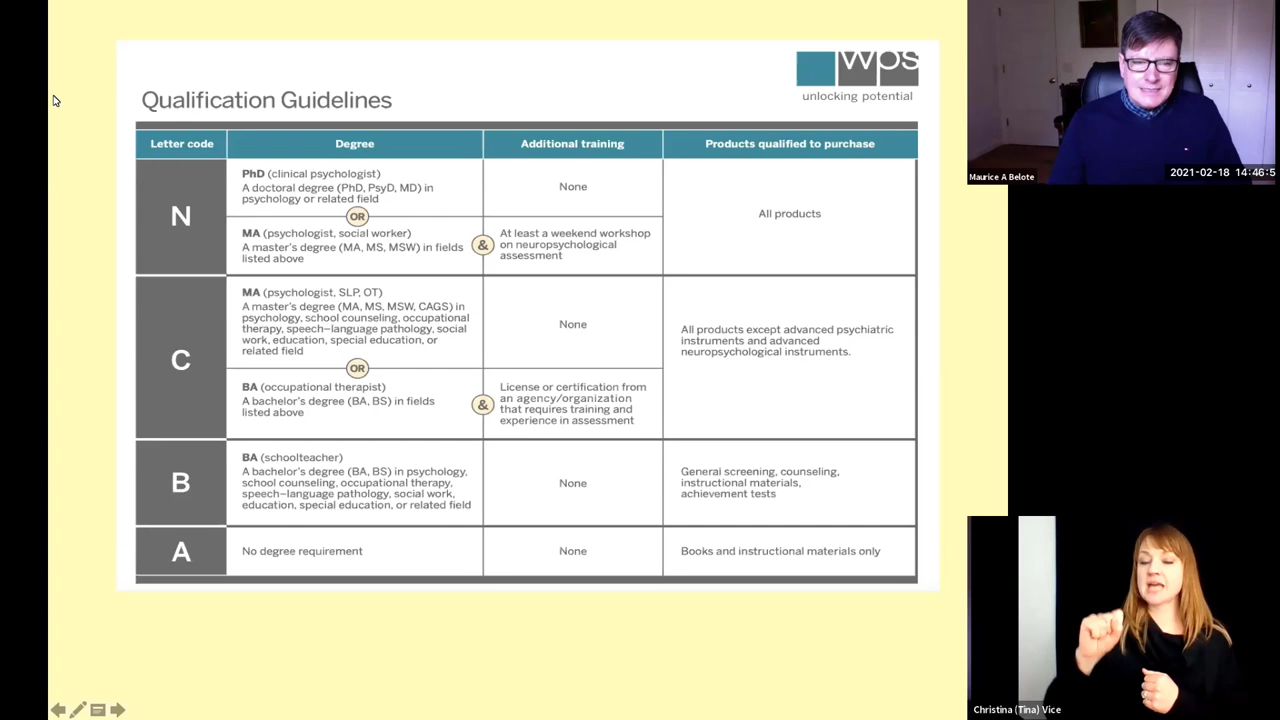 wps
unlocking potential
Qualification Guidelines
Letter code
Degree
Additional training
Products qualified to purchase
N
PhD (clinical psychologist)
A doctoral degree (PhD, PsyD, MD) in
psychology or related field
None
All products
OR
MA (psychologist, social worker)
A master's degree (MA, MS, MSW) in fields
listed above
&
At least a weekend workshop
on neuropsychological
assessment
C
MA (psychologist, SLP, OT)
A master's degree (MA, MS, MSW, CAGS) in
psychology, school counseling, occupational
therapy, speech–language pathology, social
work, education, special education, or
related field
None
All products except advanced psychiatric
instruments and advanced
neuropsychological instruments.
OR
BA (occupational therapist)
A bachelor's degree (BA, BS) in fields
listed above
&
License or certification from
an agency/organization
that requires training and
experience in assessment
B
BA (schoolteacher)
A bachelor's degree (BA, BS) in psychology,
school counseling, occupational therapy,
speech–language pathology, social work,
education, special education, or related field
None
General screening, counseling,
instructional materials,
achievement tests
A
No degree requirement
None
Books and instructional materials only
Maurice A Belote
2021-02-18 14:46:5
Christina (Tina) Vice